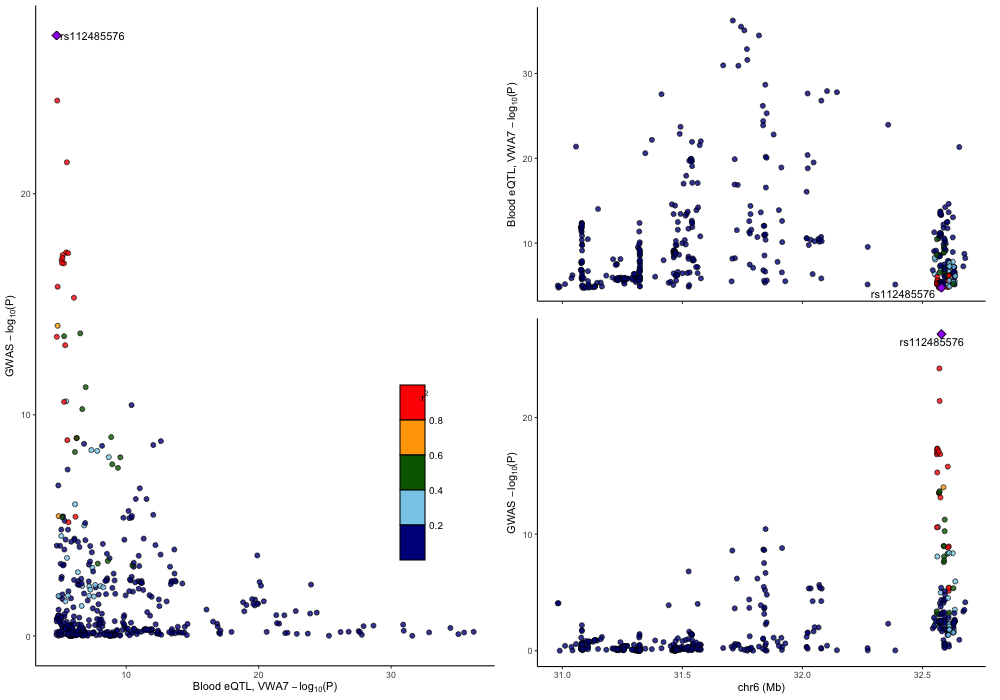 rs112485576
20
10
0
GWAS − log10(P)
10
20
30
Blood eQTL, VWA7 − log10(P)
r2
0.8
0.6
0.4
0.2
30
20
10
Blood eQTL, VWA7 − log10(P)
rs112485576
rs112485576
20
10
0
GWAS − log10(P)
31.0
31.5
32.0
32.5
chr6 (Mb)